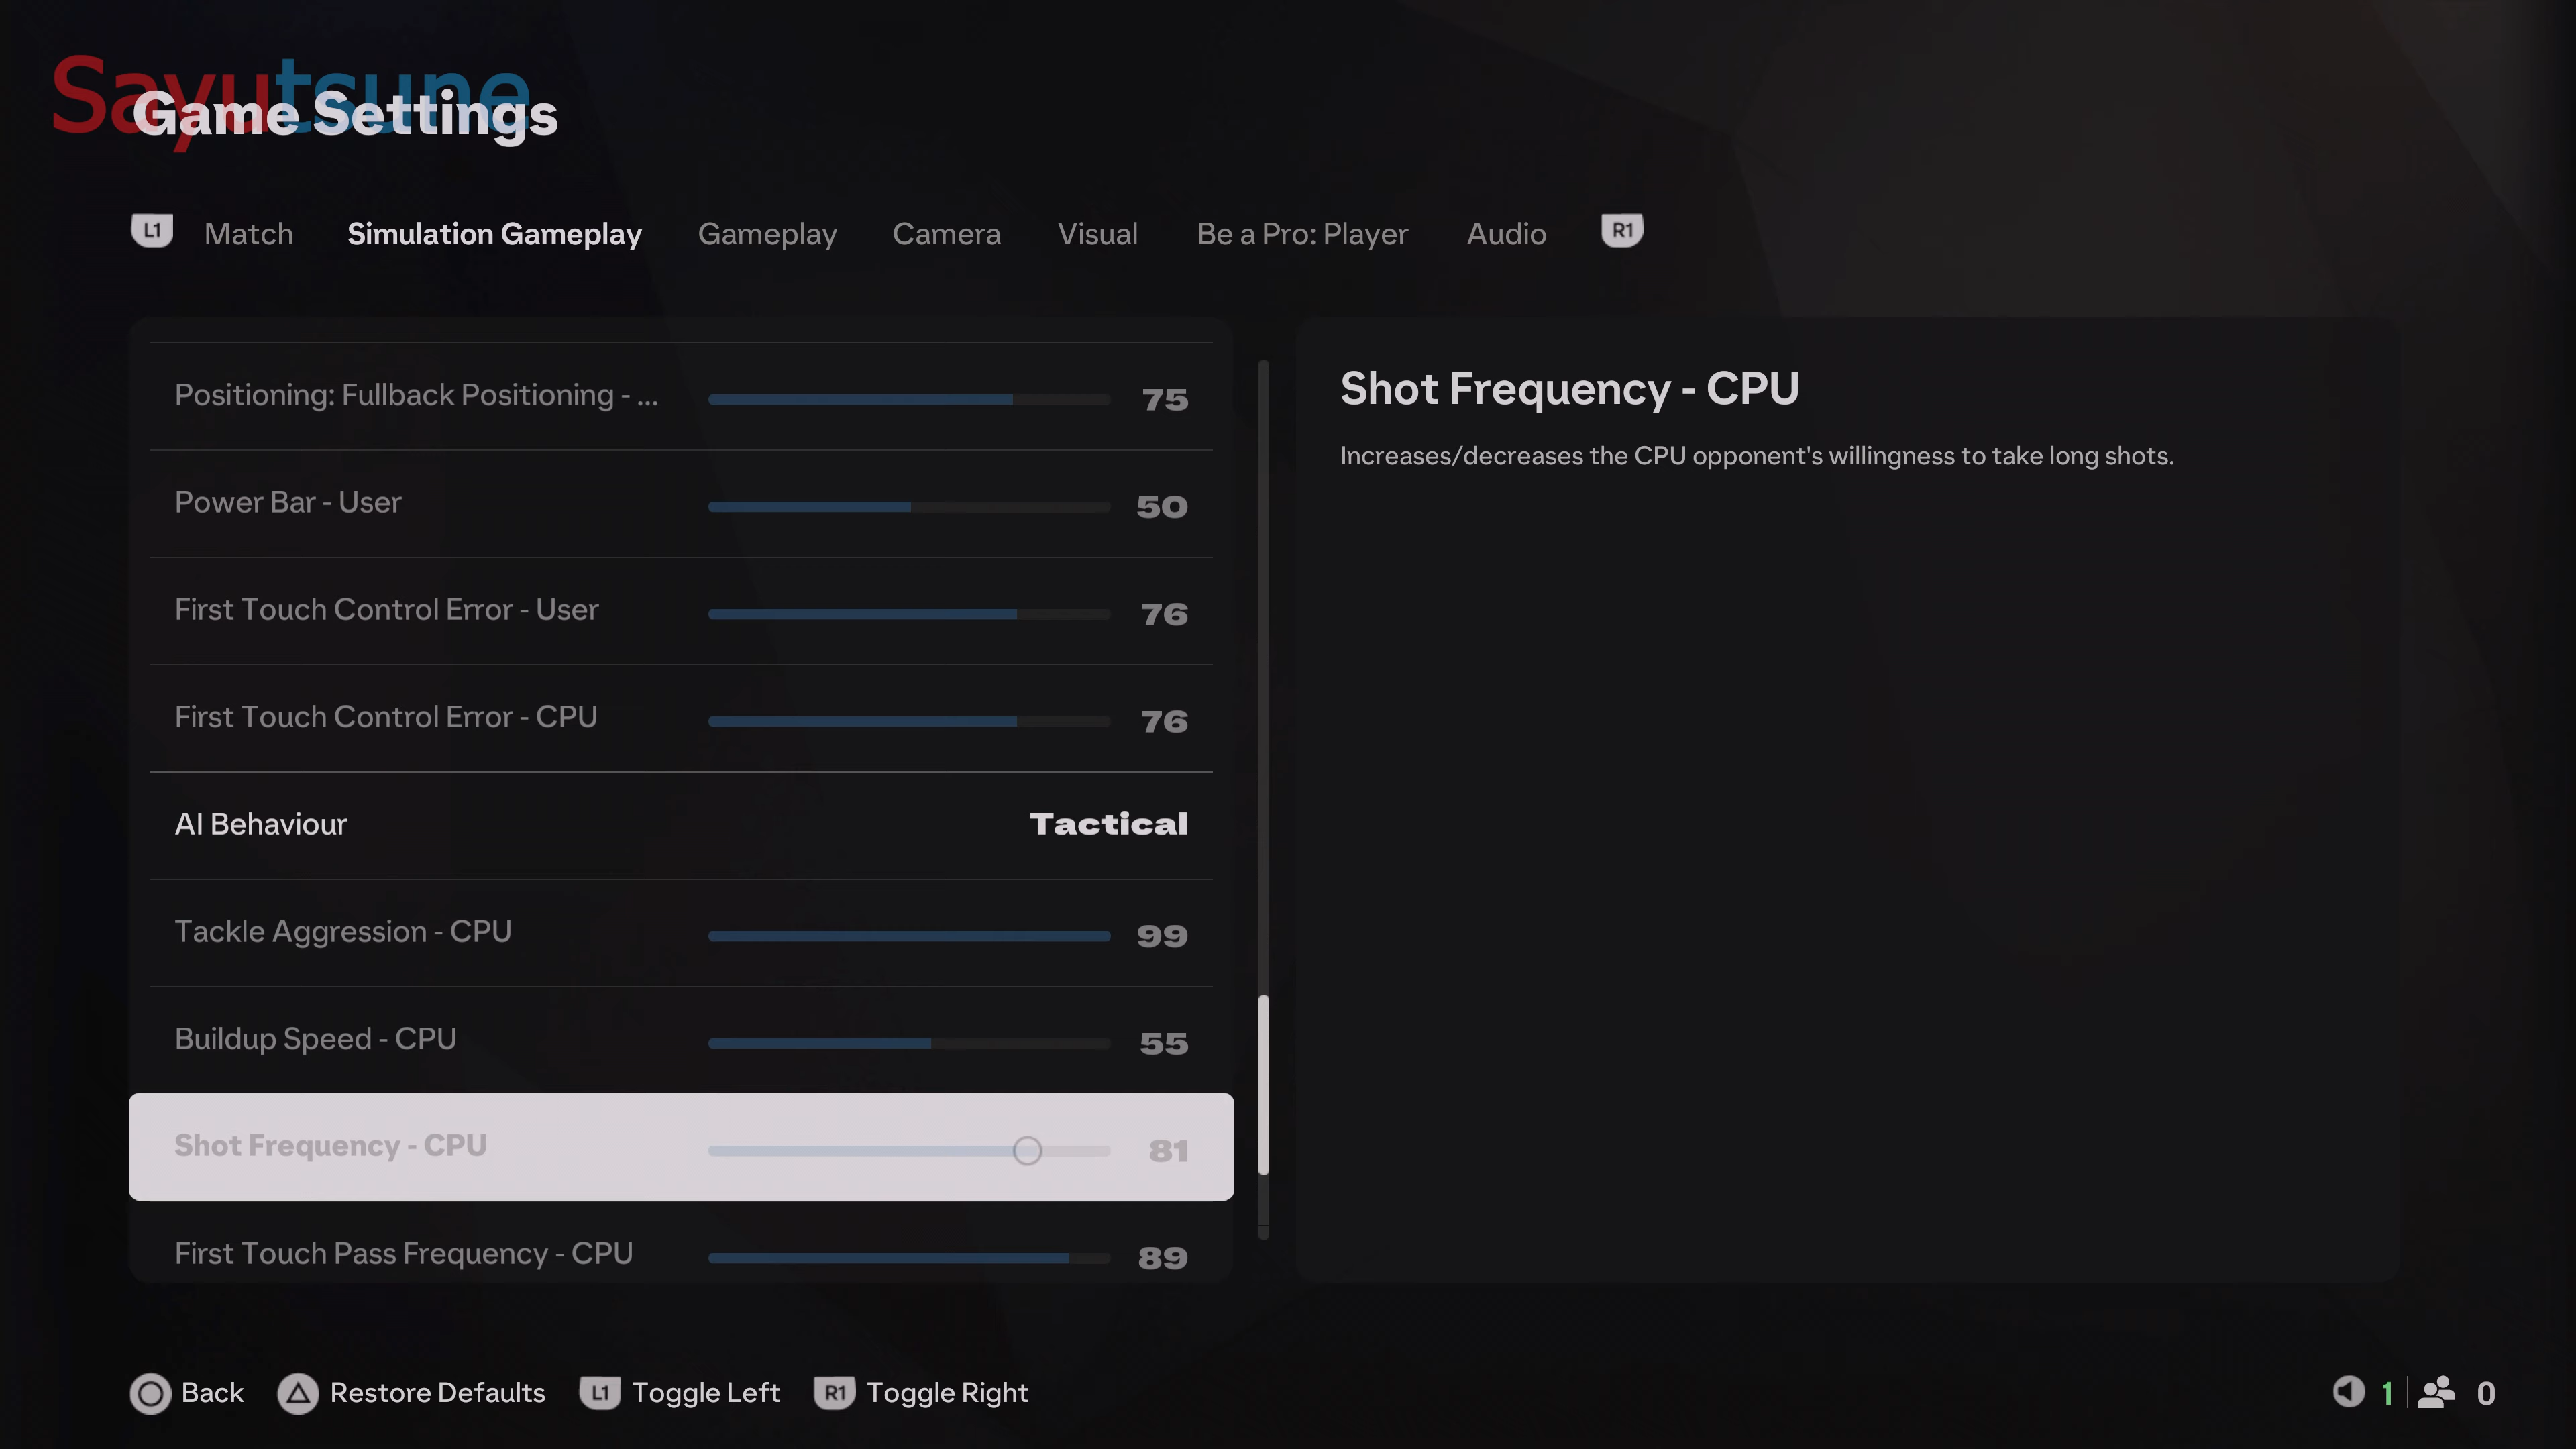 Sayutsune
Game Settings
L1 Match Simulation Gameplay Gameplay Camera Visual Be a Pro: Player Audio R1
Positioning: Fullback Positioning - ... 75
Power Bar - User 50
First Touch Control Error - User 76
First Touch Control Error - CPU 76
AI Behaviour Tactical
Tackle Aggression - CPU 99
Buildup Speed - CPU 55
Shot Frequency - CPU 81
First Touch Pass Frequency - CPU 89
Shot Frequency - CPU
Increases/decreases the CPU opponent's willingness to take long shots.
Back Restore Defaults L1 Toggle Left R1 Toggle Right
1 0